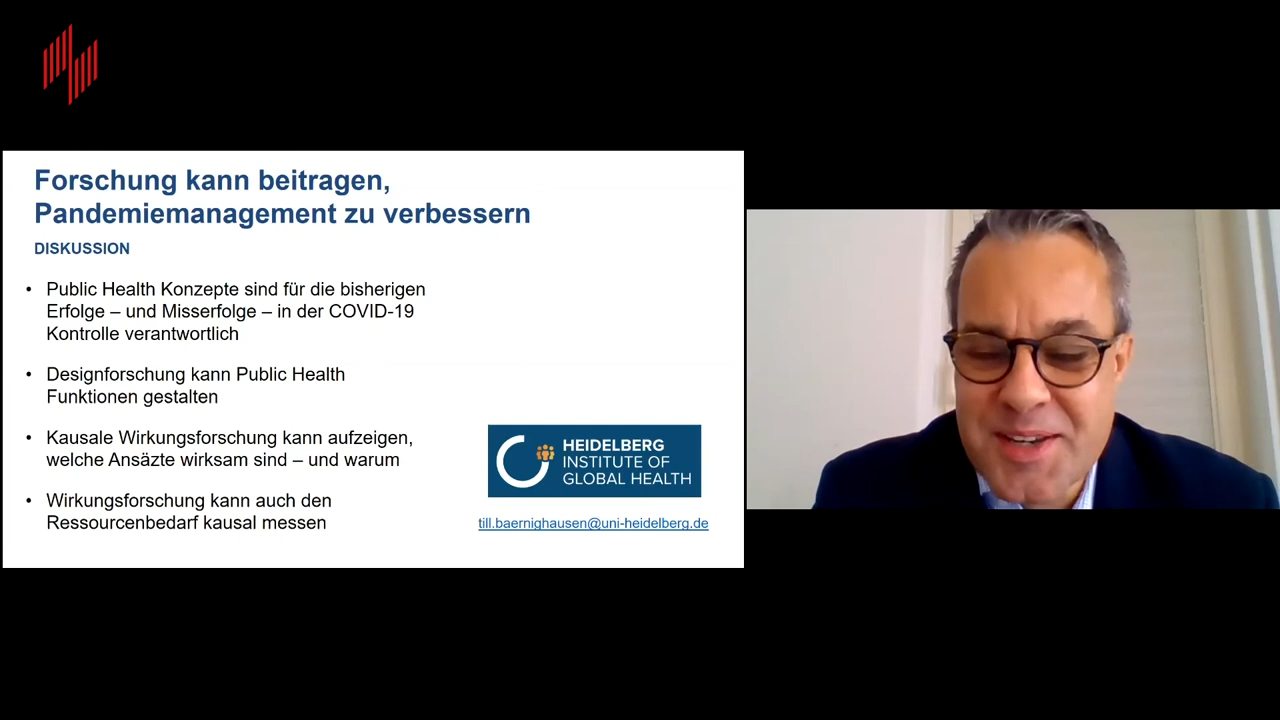 Forschung kann beitragen,
Pandemiemanagement zu verbessern
DISKUSSION
• Public Health Konzepte sind für die bisherigen
Erfolge – und Misserfolge – in der COVID-19
Kontrolle verantwortlich
• Designforschung kann Public Health
Funktionen gestalten
• Kausale Wirkungsforschung kann aufzeigen,
welche Ansäzte wirksam sind – und warum
• Wirkungsforschung kann auch den
Ressourcenbedarf kausal messen
HEIDELBERG
INSTITUTE OF
GLOBAL HEALTH
till.baernighausen@uni-heidelberg.de